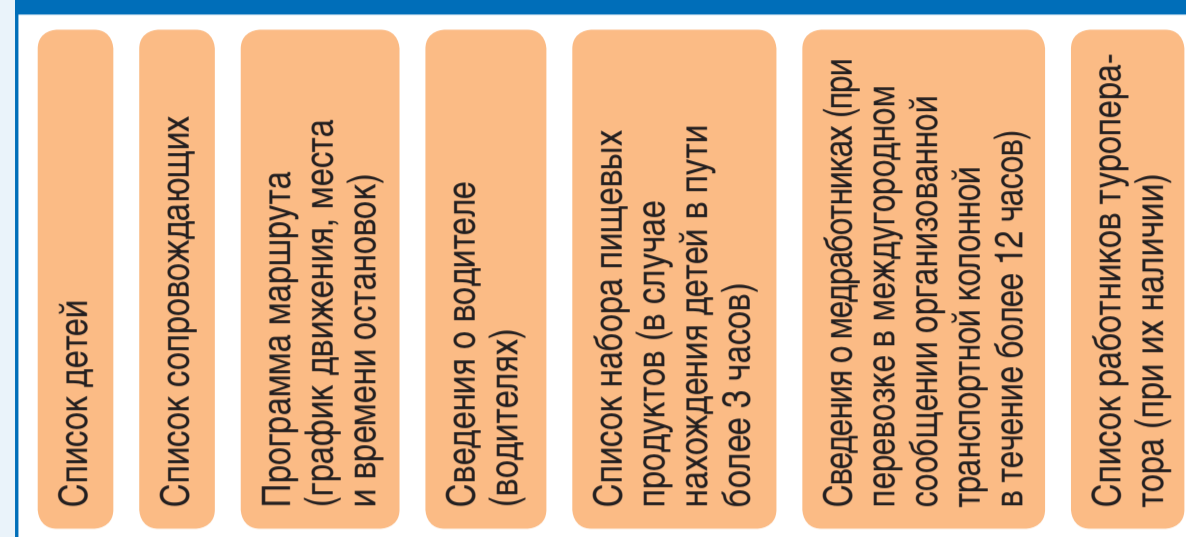 Список детей
Список сопровождающих
Программа маршрута
(график движения, места
и времени остановок)
Сведения о водителе
(водителях)
Список набора пищевых
продуктов (в случае
нахождения детей в пути
более 3 часов)
Сведения о медработниках (при
перевозке в междугородном
сообщении организованной
транспортной колонной
в течение более 12 часов)
Список работников туропера-
тора (при их наличии)